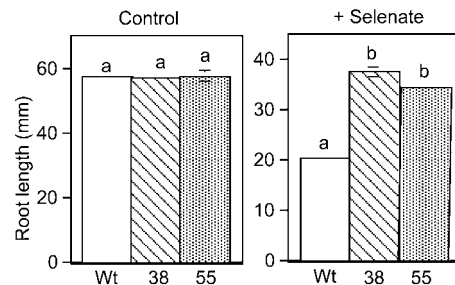 Control
+ Selenate
Root length (mm)
60
40
20
0
a
a
a
Wt
38
55
40
30
20
10
0
a
b
b
Wt
38
55